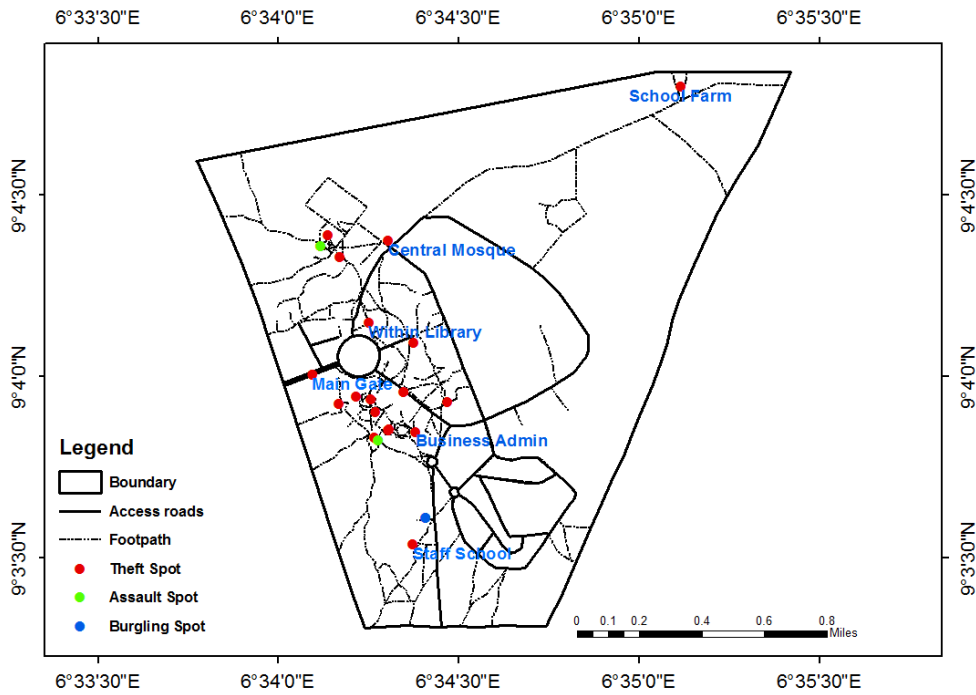 6°33'30"E 6°34'0"E 6°34'30"E 6°35'0"E 6°35'30"E
School Farm
9°4'30"N 9°4'30"N
Central Mosque
Within Library
9°4'0"N 9°4'0"N
Main Gate
Business Admin
Legend
Boundary
Access roads
Footpath
Theft Spot
Assault Spot
Burgling Spot
9°3'30"N 9°3'30"N
Staff School
0 0.1 0.2 0.4 0.6 0.8
Miles
6°33'30"E 6°34'0"E 6°34'30"E 6°35'0"E 6°35'30"E